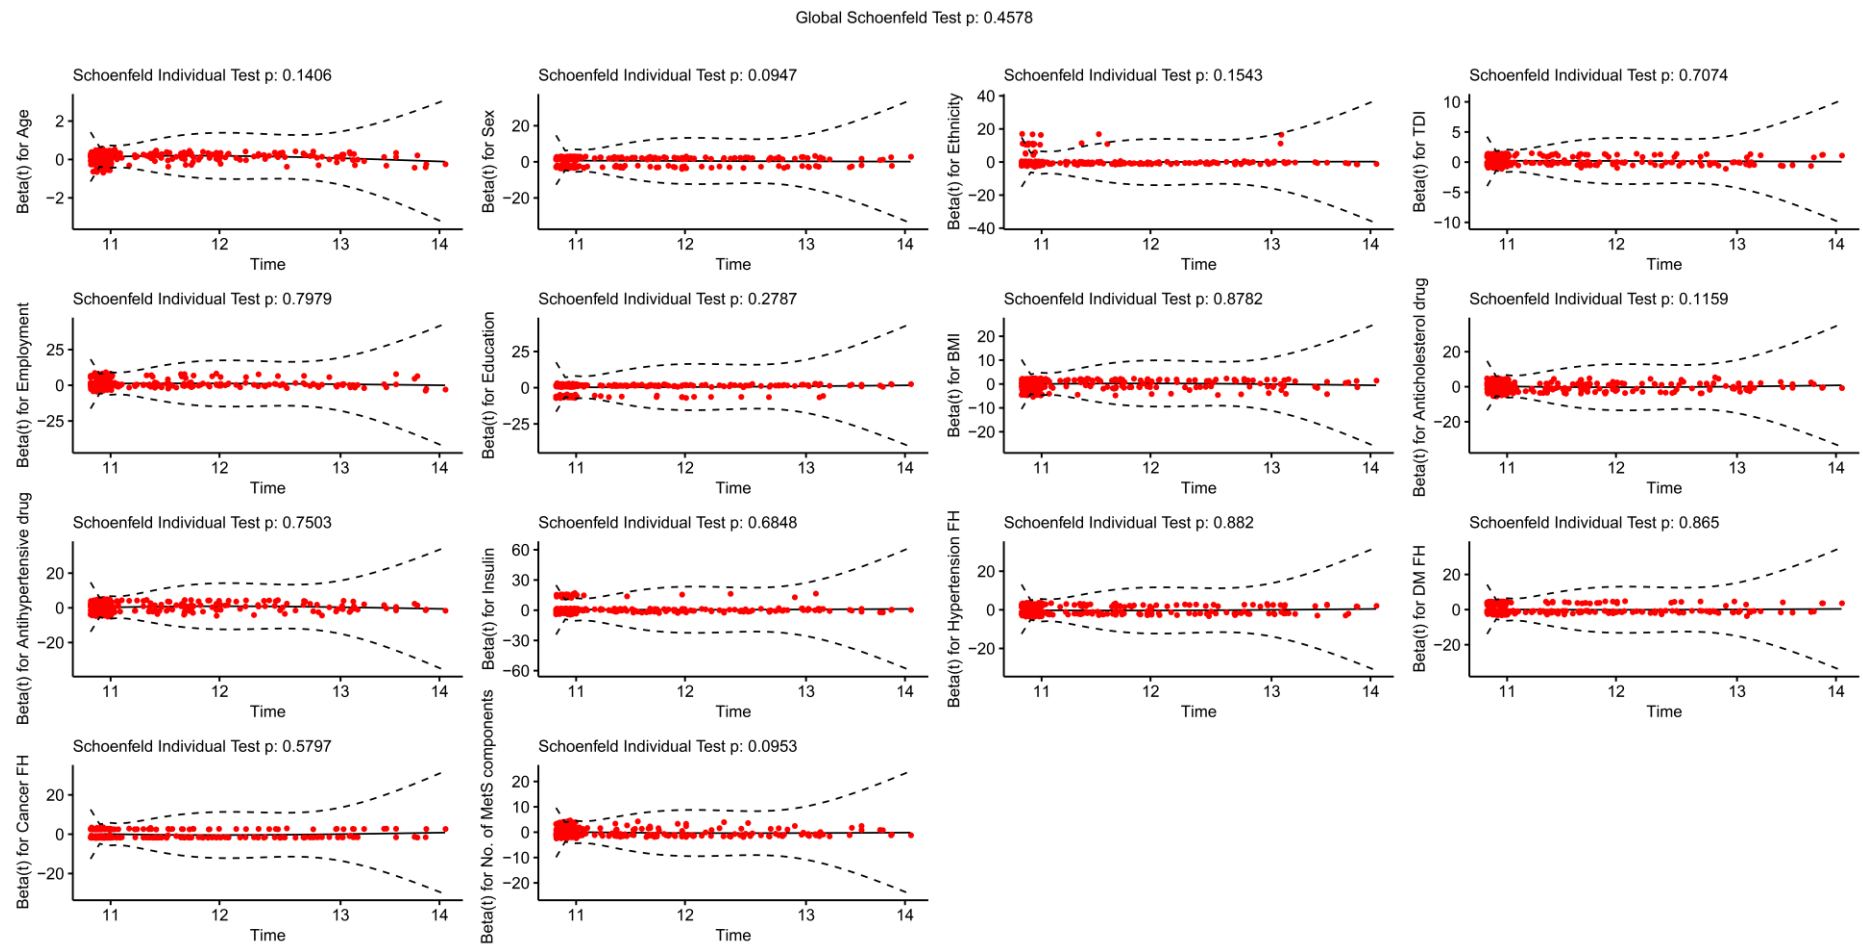 Global Schoenfeld Test p: 0.4578
Schoenfeld Individual Test p: 0.1406
Beta(t) for Age
2
0
−2
11 12 13 14
Time
Schoenfeld Individual Test p: 0.0947
Beta(t) for Sex
20
0
−20
11 12 13 14
Time
Schoenfeld Individual Test p: 0.1543
Beta(t) for Ethnicity
40
20
0
−20
−40
11 12 13 14
Time
Schoenfeld Individual Test p: 0.7074
Beta(t) for TDI
10
5
0
−5
−10
11 12 13 14
Time
Schoenfeld Individual Test p: 0.7979
Beta(t) for Employment
25
0
−25
11 12 13 14
Time
Schoenfeld Individual Test p: 0.2787
Beta(t) for Education
25
0
−25
11 12 13 14
Time
Schoenfeld Individual Test p: 0.8782
Beta(t) for BMI
20
10
0
−10
−20
11 12 13 14
Time
Schoenfeld Individual Test p: 0.1159
Beta(t) for Anticholesterol drug
20
0
−20
11 12 13 14
Time
Schoenfeld Individual Test p: 0.7503
Beta(t) for Antihypertensive drug
20
0
−20
11 12 13 14
Time
Schoenfeld Individual Test p: 0.6848
Beta(t) for Insulin
60
30
0
−30
−60
11 12 13 14
Time
Schoenfeld Individual Test p: 0.882
Beta(t) for Hypertension FH
20
0
−20
11 12 13 14
Time
Schoenfeld Individual Test p: 0.865
Beta(t) for DM FH
20
0
−20
11 12 13 14
Time
Schoenfeld Individual Test p: 0.5797
Beta(t) for Cancer FH
20
0
−20
11 12 13 14
Time
Schoenfeld Individual Test p: 0.0953
Beta(t) for No. of MetS components
20
10
0
−10
−20
11 12 13 14
Time